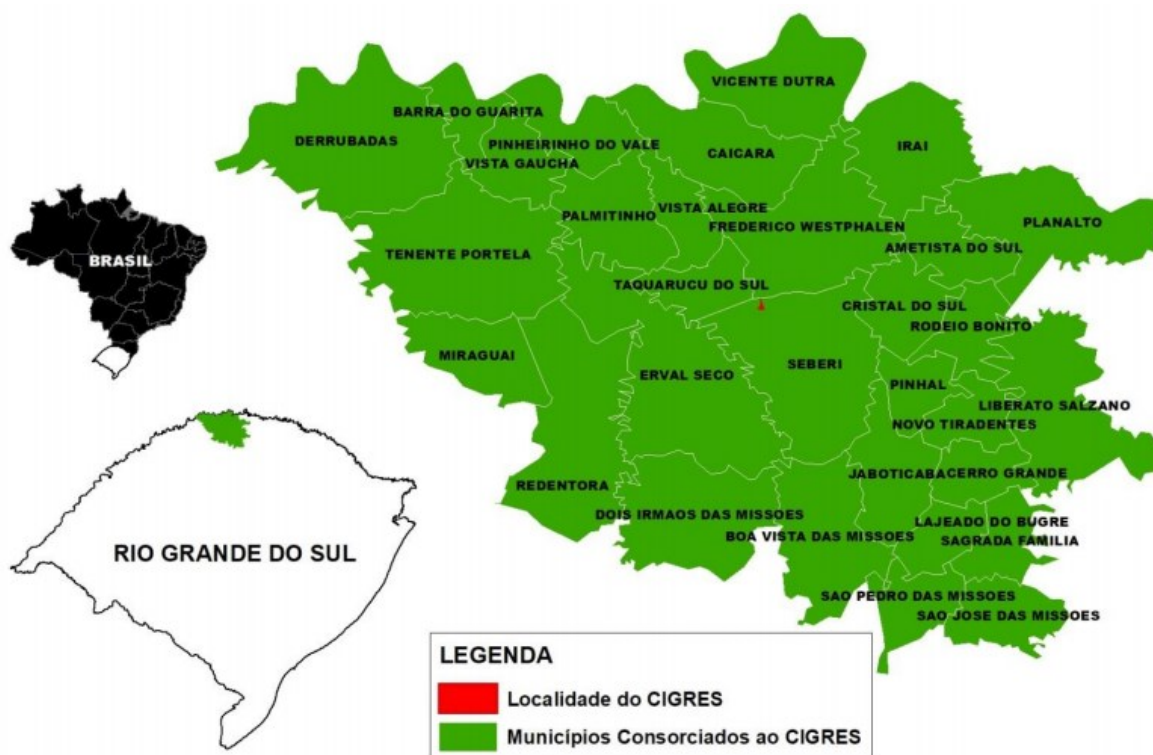 VICENTE DUTRA
BARRA DO GUARITA
DERRUBADAS
PINHEIRINHO DO VALE
VISTA GAUCHA
CAICARA
IRAI
PALMITINHO
VISTA ALEGRE
FREDERICO WESTPHALEN
PLANALTO
AMETISTA DO SUL
TENENTE PORTELA
BRASIL
TAQUARUCU DO SUL
CRISTAL DO SUL
RODEIO BONITO
MIRAGUAI
ERVAL SECO
SEBERI
PINHAL
LIBERATO SALZANO
NOVO TIRADENTES
JABOTICABA
CERRO GRANDE
REDENTORA
DOIS IRMAOS DAS MISSOES
LAJEADO DO BUGRE
BOA VISTA DAS MISSOES
SAGRADA FAMILIA
RIO GRANDE DO SUL
SAO PEDRO DAS MISSOES
SAO JOSE DAS MISSOES
LEGENDA
Localidade do CIGRES
Municípios Consorciados ao CIGRES